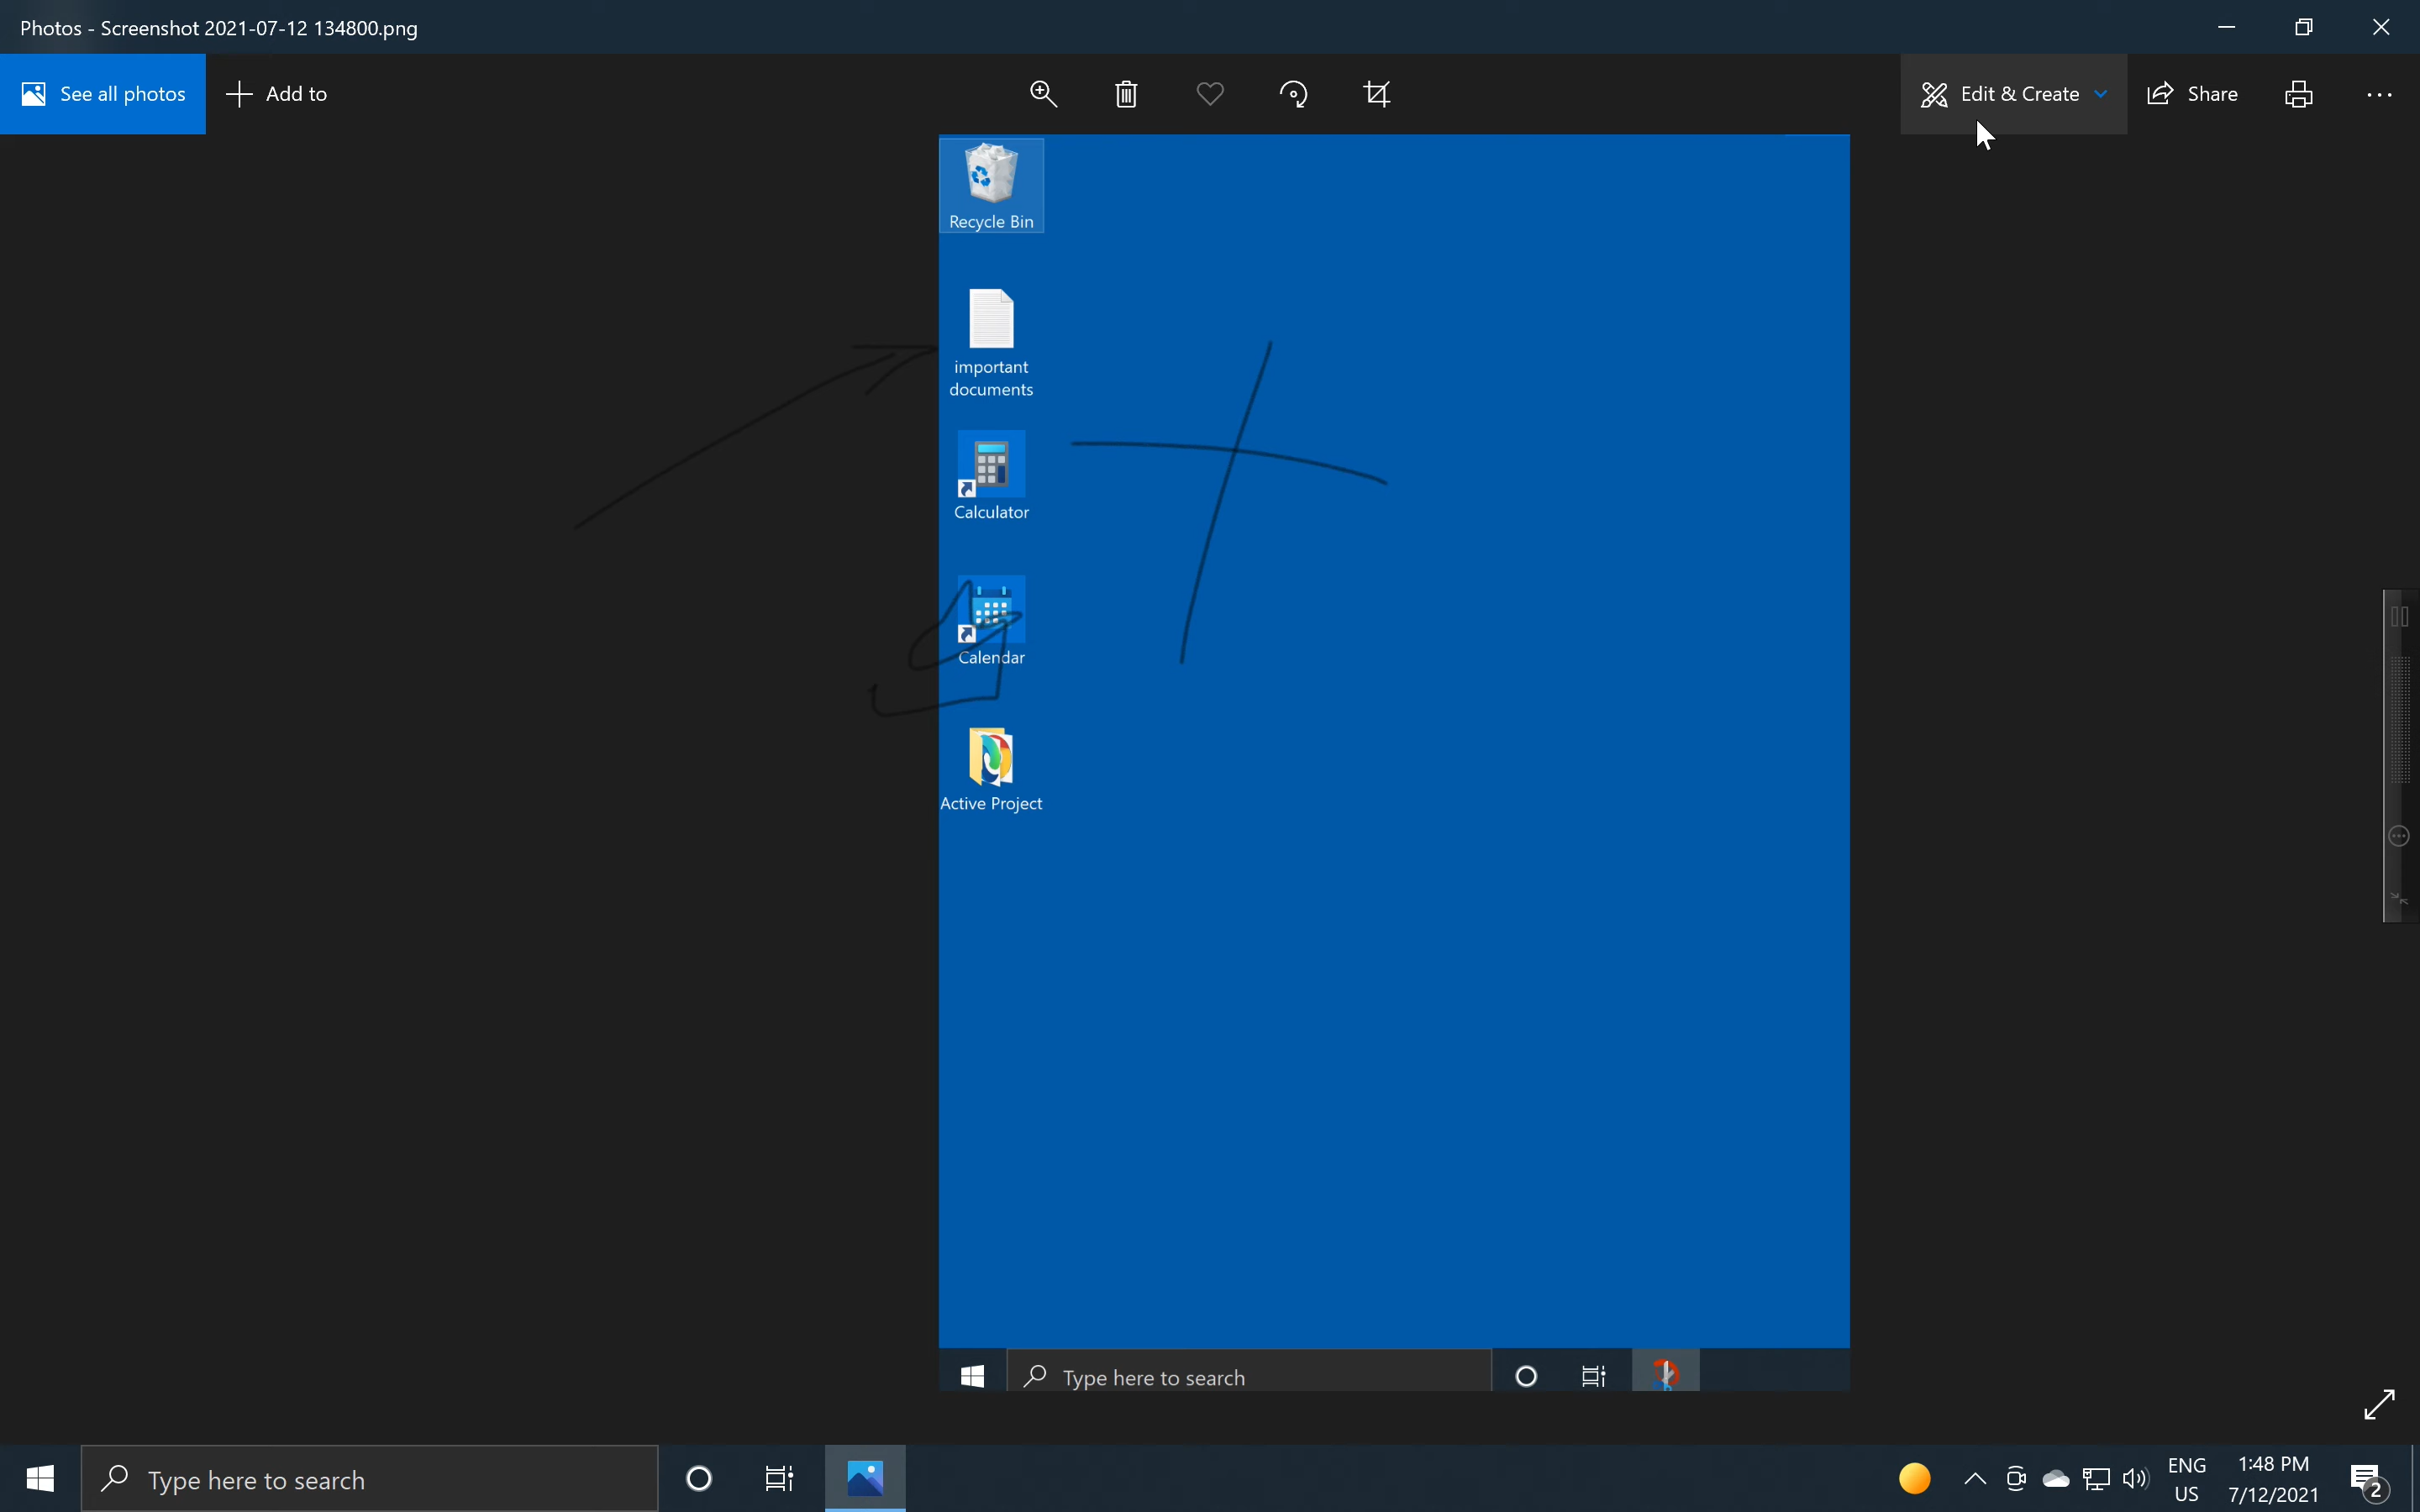 Photos - Screenshot 2021-07-12 134800.png
See all photos
Add to
Edit & Create
Share
Recycle Bin
important
documents
Calculator
Calendar
Active Project
Type here to search
Type here to search
ENG
US
1:48 PM
7/12/2021
2